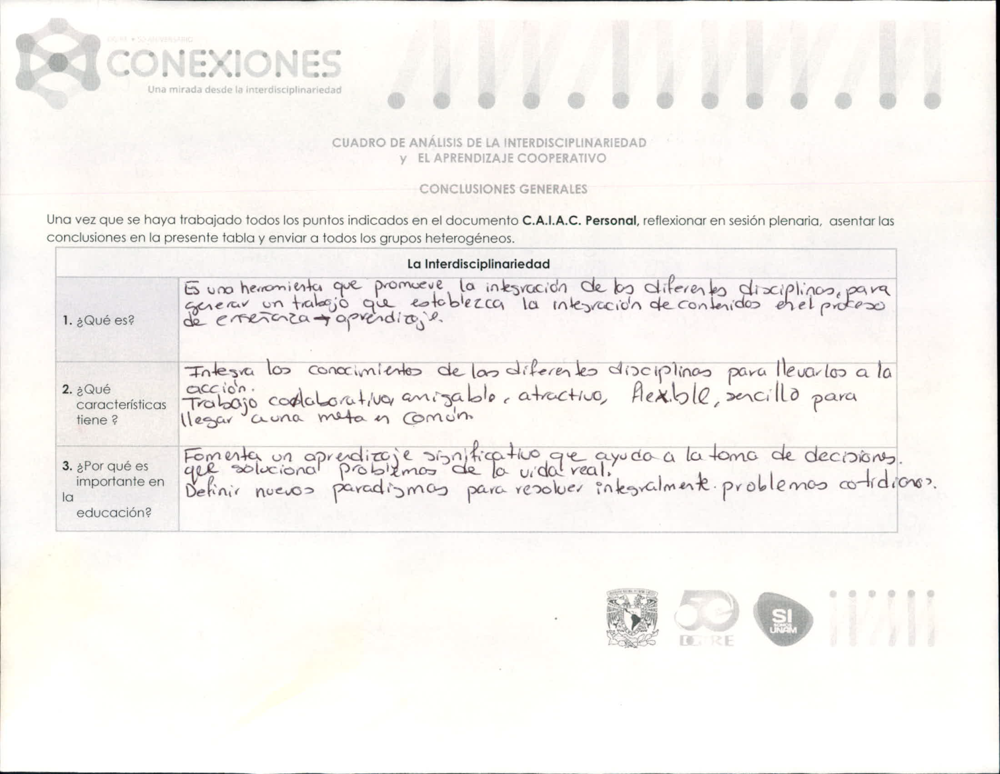 DGIRE • 50 ANIVERSARIO
CONEXIONES
Una mirada desde la interdisciplinariedad
CUADRO DE ANÁLISIS DE LA INTERDISCIPLINARIEDAD
y EL APRENDIZAJE COOPERATIVO
CONCLUSIONES GENERALES
Una vez que se haya trabajado todos los puntos indicados en el documento C.A.I.A.C. Personal, reflexionar en sesión plenaria, asentar las
conclusiones en la presente tabla y enviar a todos los grupos heterogéneos.
La Interdisciplinariedad
1. ¿Qué es?
Es una herramienta que promueve la integración de las diferentes disciplinas, para
generar un trabajo que establezca la integración de contenidos en el proceso
de enseñanza → aprendizaje.
2. ¿Qué
características
tiene ?
Integra los conocimientos de las diferentes disciplinas para llevarlos a la
acción.
Trabajo colaborativo, amigable, atractivo, flexible, sencillo para
llegar a una meta en común
3. ¿Por qué es
importante en
la
educación?
Fomenta un aprendizaje significativo que ayuda a la toma de decisiones.
que solucional problemas de la vida real.
Definir nuevos paradigmas para resolver integralmente problemas cotidianos.
50
DGIRE
SI
SOMOS
UNAM